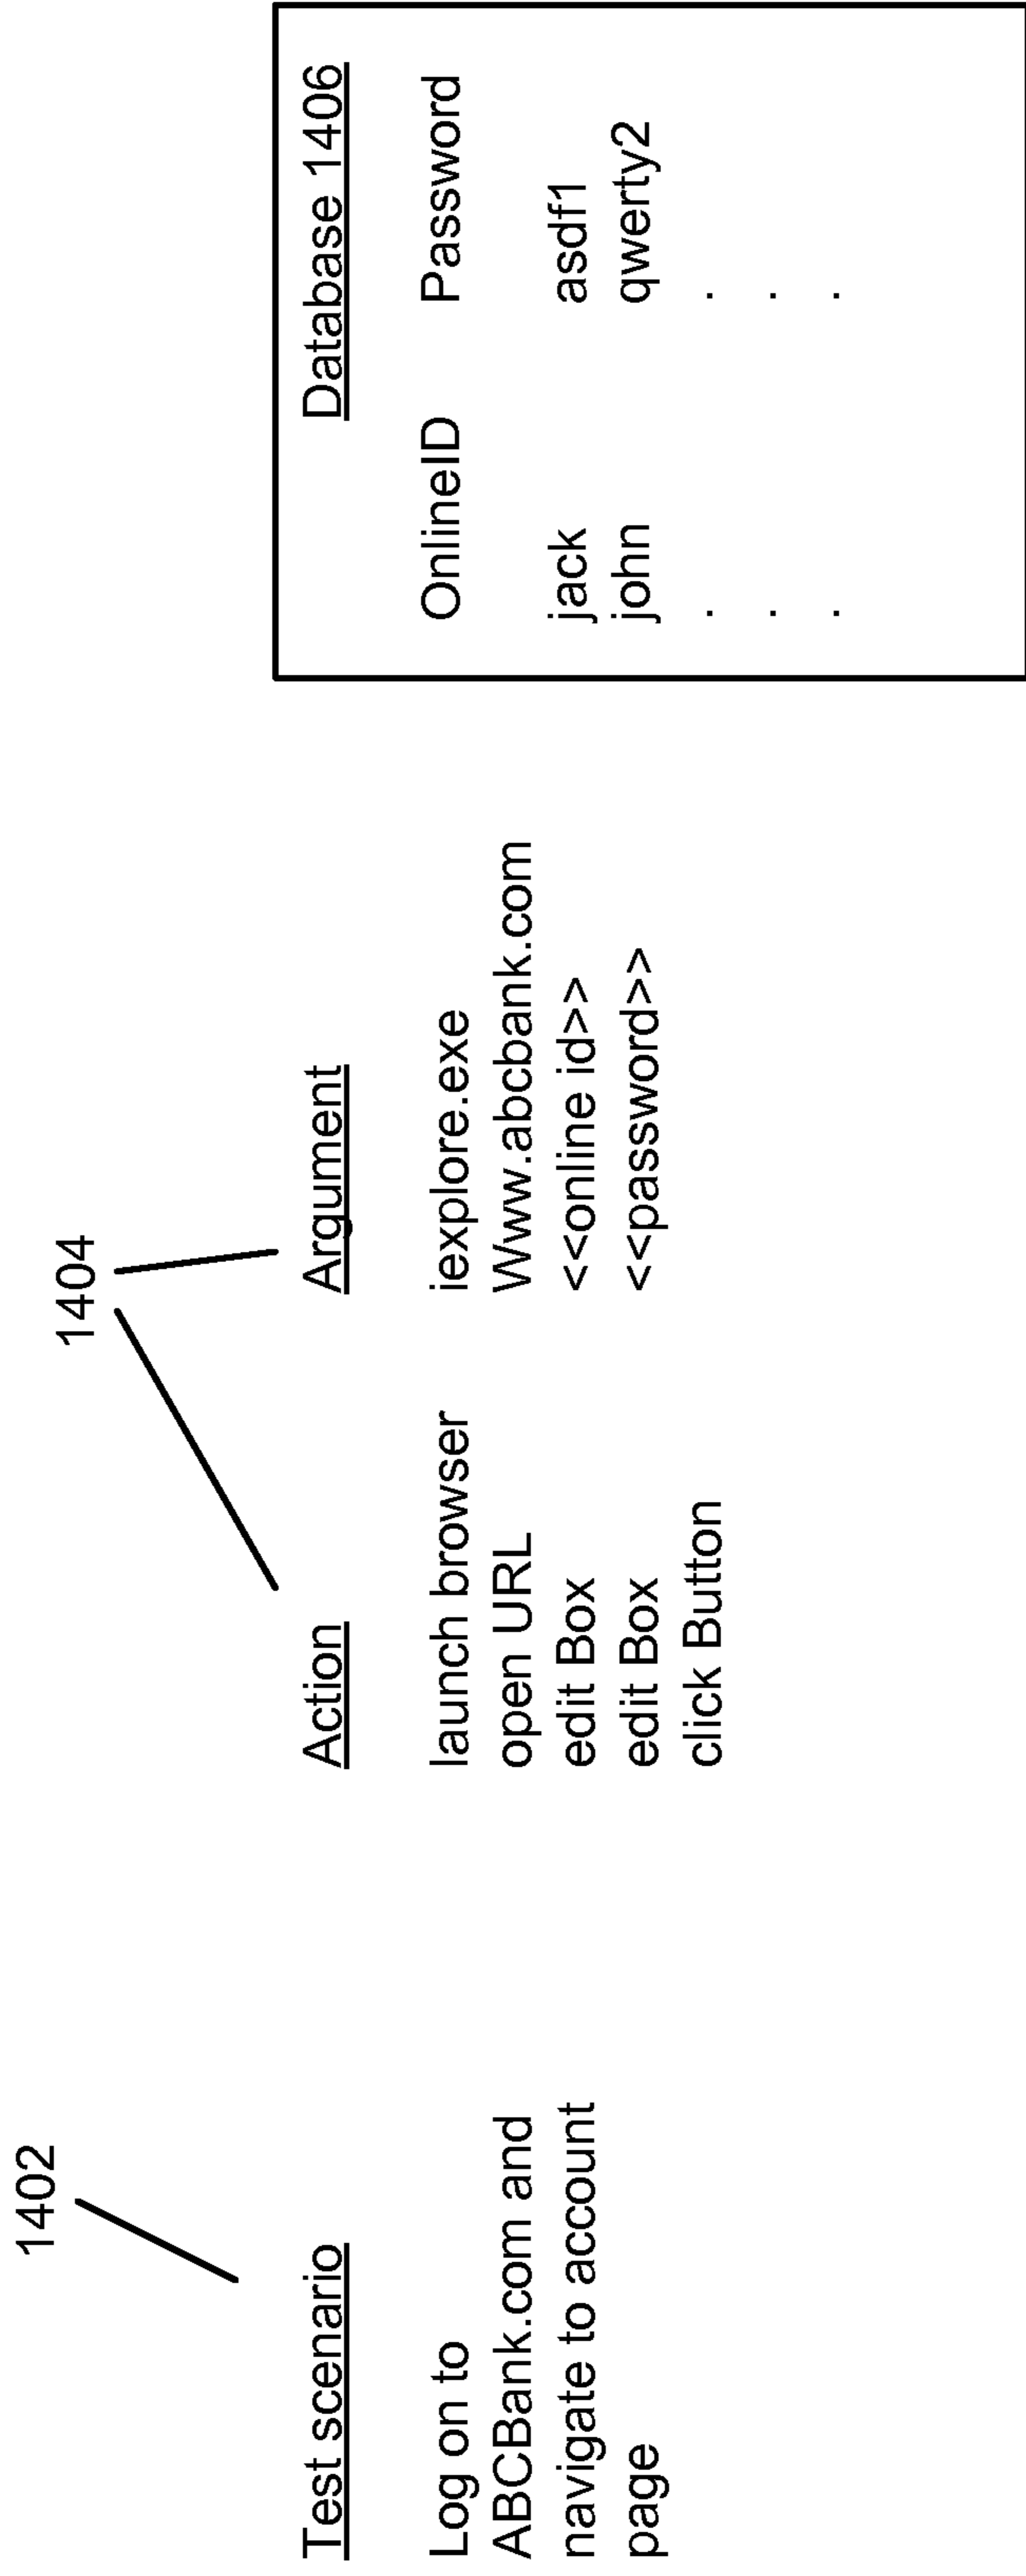 1402
Test scenario
Log on to
ABCBank.com and
navigate to account
page
1404
Action
launch browser
open URL
edit Box
edit Box
click Button
Argument
iexplore.exe
Www.abcbank.com
<<online id>>
<<password>>
Database 1406
OnlineID Password
jack asdf1
john qwerty2
. .
. .
. .